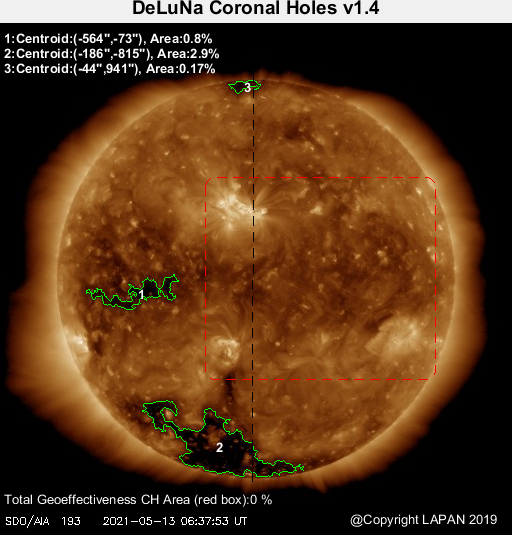 DeLuNa Coronal Holes v1.4
1:Centroid:(-564",-73"), Area:0.8%
2:Centroid:(-186",-815"), Area:2.9%
3:Centroid:(-44",941"), Area:0.17%
3
1
2
Total Geoeffectiveness CH Area (red box):0 %
SDO/AIA 193 2021-05-13 06:37:53 UT
@Copyright LAPAN 2019